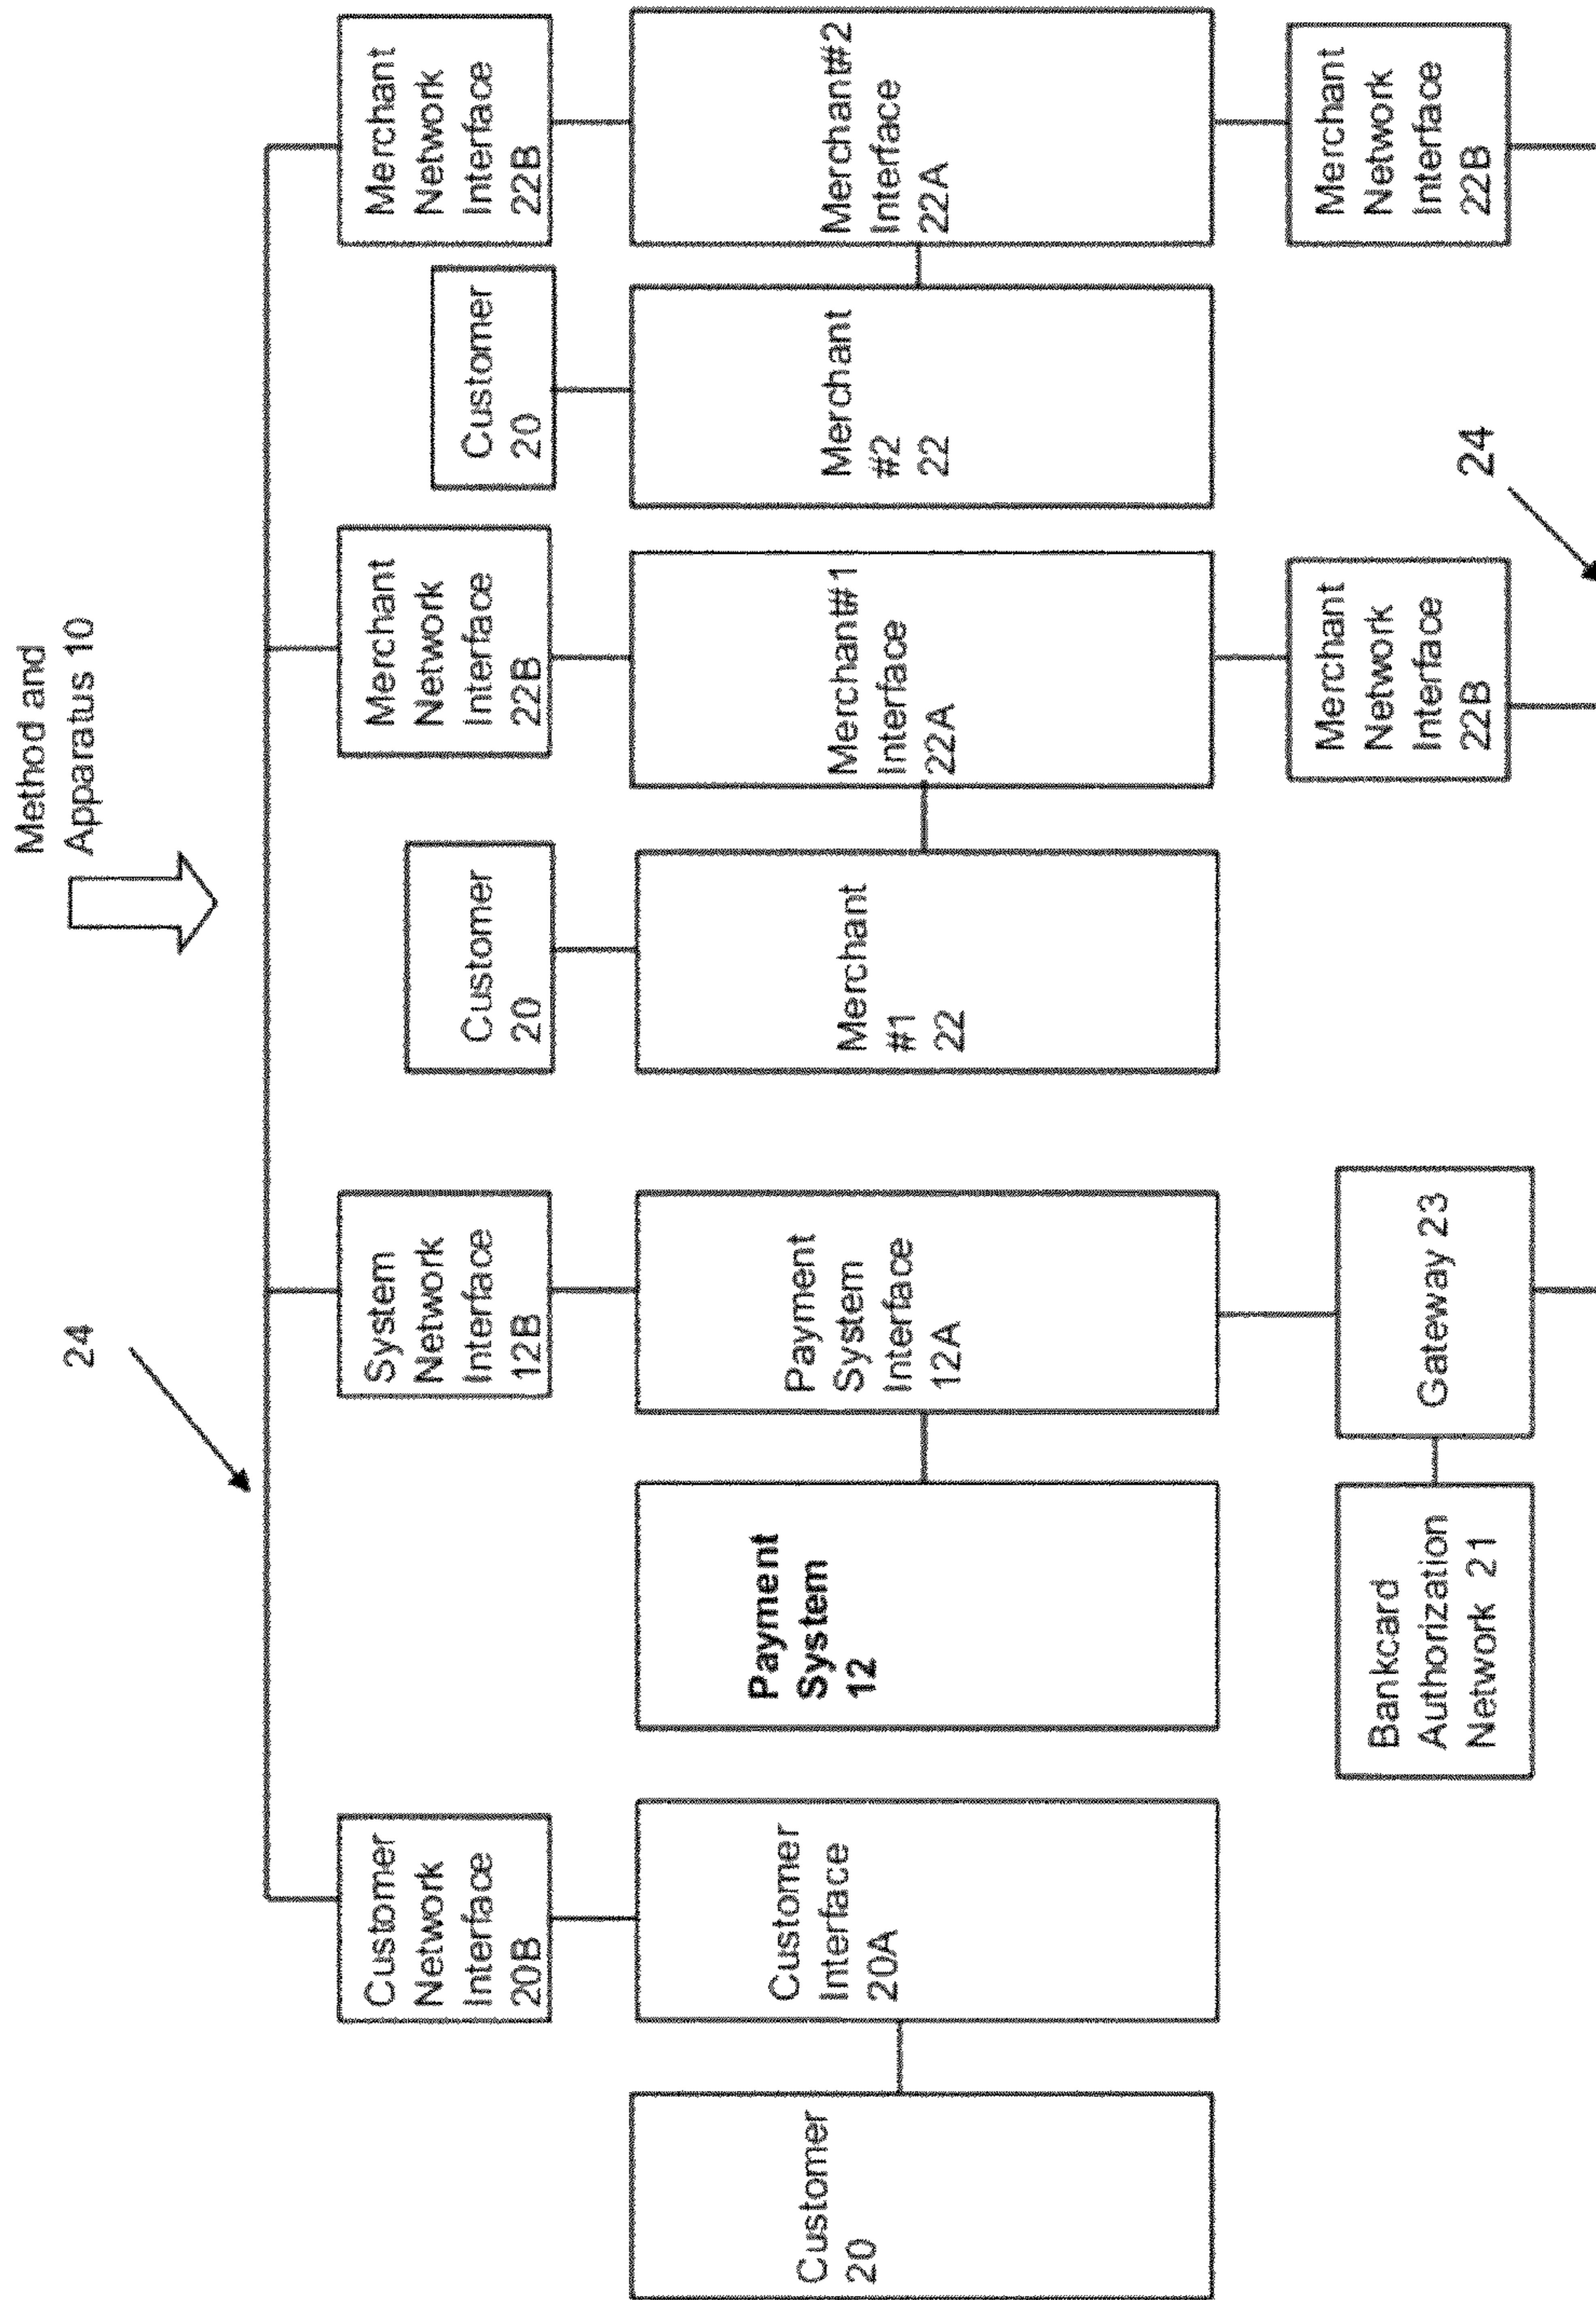 Method and
Apparatus 10
24
Customer
Network
Interface
20B
System
Network
Interface
12B
Merchant
Network
Interface
22B
Merchant
Network
Interface
22B
Customer
20
Customer
20
Customer
20
Customer
Interface
20A
Payment
System
12
Payment
System
Interface
12A
Merchant
#1
22
Merchant#1
Interface
22A
Merchant
#2
22
Merchant#2
Interface
22A
Bankcard
Authorization
Network 21
Gateway 23
Merchant
Network
Interface
22B
Merchant
Network
Interface
22B
24